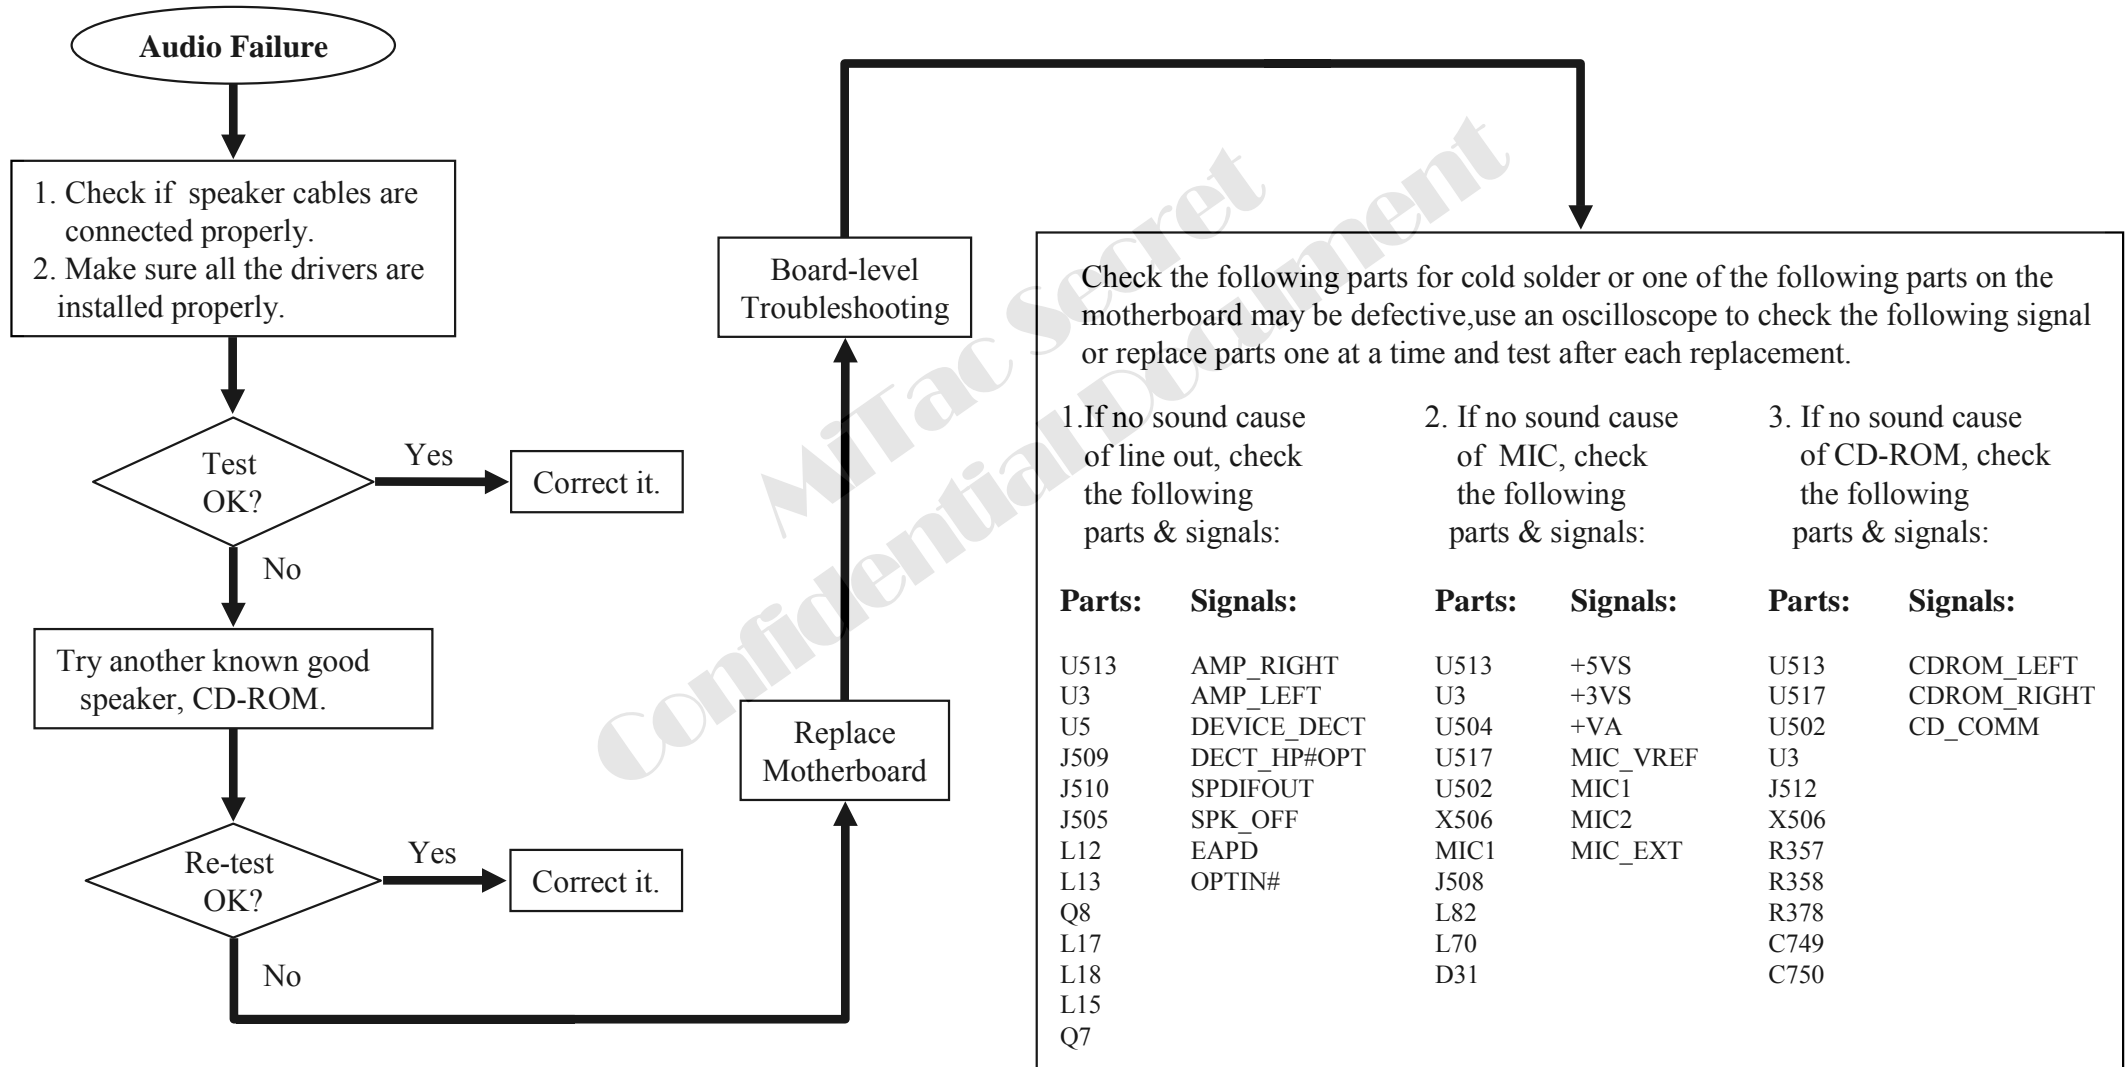 Audio Failure
1. Check if speaker cables are
connected properly.
2. Make sure all the drivers are
installed properly.
Test
OK?
Yes
Correct it.
No
Try another known good
speaker, CD-ROM.
Re-test
OK?
Yes
Correct it.
No
Replace
Motherboard
Board-level
Troubleshooting
MiTac Secret
Confidential Document
Check the following parts for cold solder or one of the following parts on the
motherboard may be defective,use an oscilloscope to check the following signal
or replace parts one at a time and test after each replacement.
1.If no sound cause
of line out, check
the following
parts & signals:
Parts: Signals:
U513 AMP_RIGHT
U3 AMP_LEFT
U5 DEVICE_DECT
J509 DECT_HP#OPT
J510 SPDIFOUT
J505 SPK_OFF
L12 EAPD
L13 OPTIN#
Q8
L17
L18
L15
Q7
2. If no sound cause
of MIC, check
the following
parts & signals:
Parts: Signals:
U513 +5VS
U3 +3VS
U504 +VA
U517 MIC_VREF
U502 MIC1
X506 MIC2
MIC1 MIC_EXT
J508
L82
L70
D31
3. If no sound cause
of CD-ROM, check
the following
parts & signals:
Parts: Signals:
U513 CDROM_LEFT
U517 CDROM_RIGHT
U502 CD_COMM
U3
J512
X506
R357
R358
R378
C749
C750